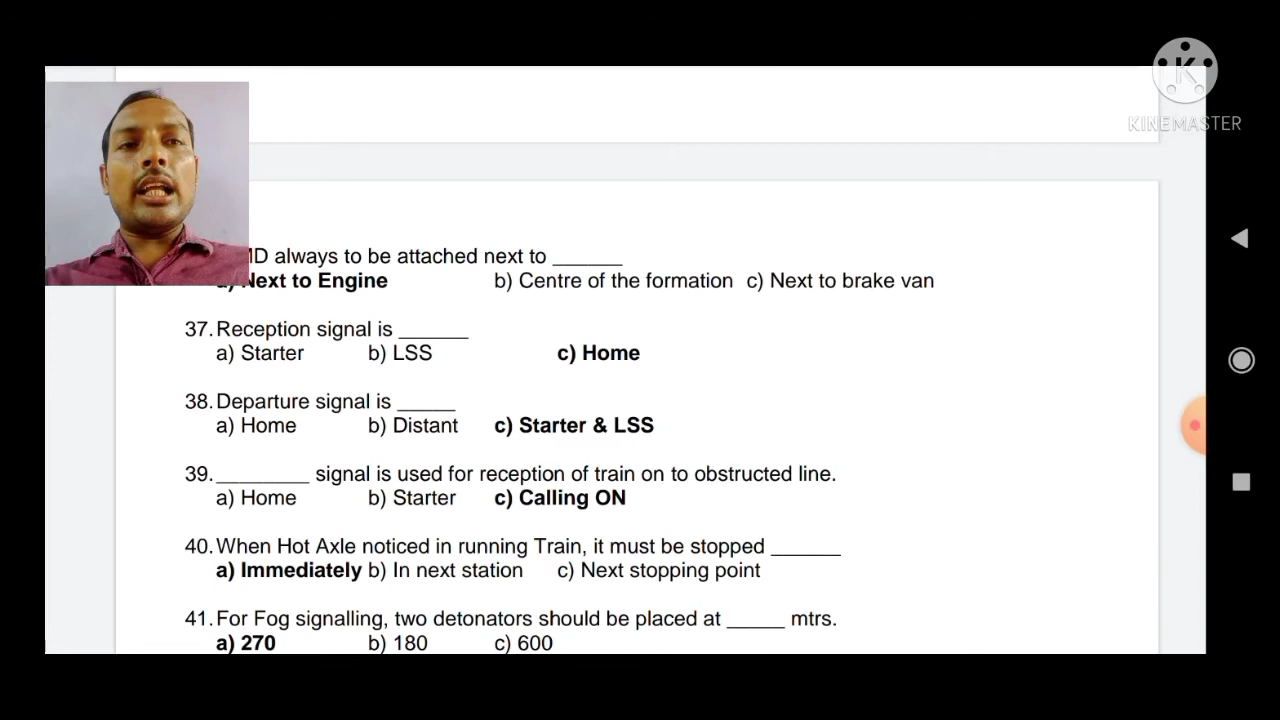 KINEMASTER
D always to be attached next to ______
Next to Engine b) Centre of the formation c) Next to brake van
37. Reception signal is ______
a) Starter b) LSS c) Home
38. Departure signal is _____
a) Home b) Distant c) Starter & LSS
39. ________ signal is used for reception of train on to obstructed line.
a) Home b) Starter c) Calling ON
40. When Hot Axle noticed in running Train, it must be stopped ______
a) Immediately b) In next station c) Next stopping point
41. For Fog signalling, two detonators should be placed at _____ mtrs.
a) 270 b) 180 c) 600